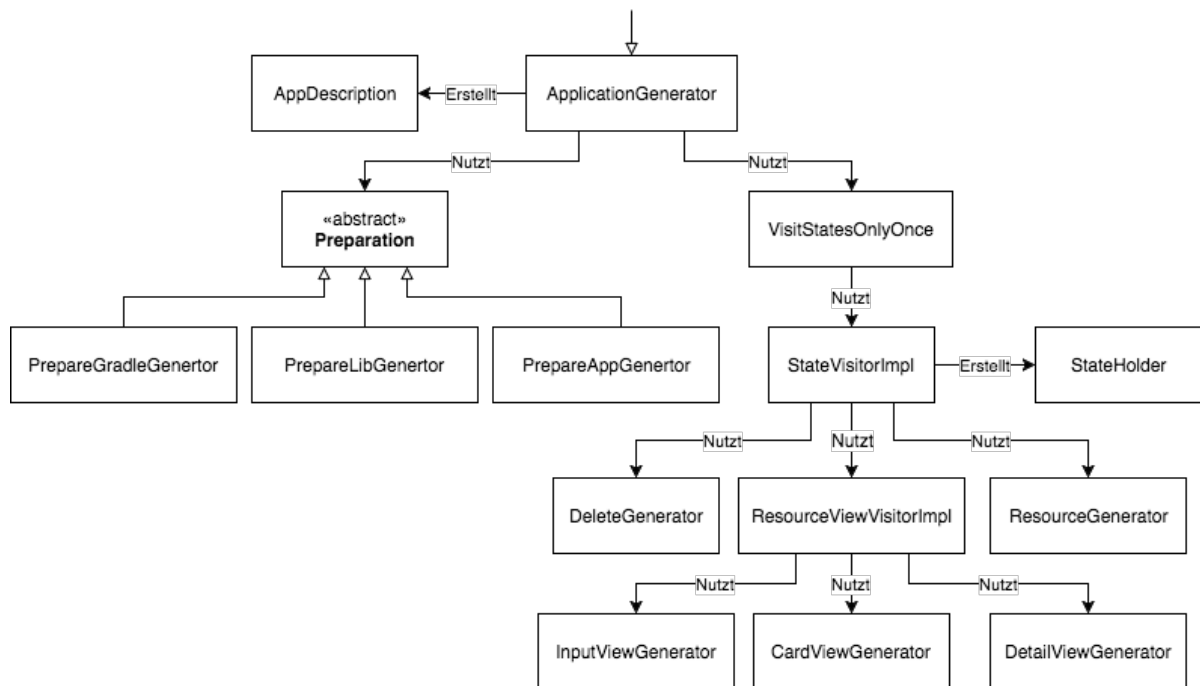 AppDescription
Erstellt
ApplicationGenerator
Nutzt
Nutzt
«abstract»
Preparation
VisitStatesOnlyOnce
Nutzt
PrepareGradleGenertor
PrepareLibGenertor
PrepareAppGenertor
StateVisitorImpl
Erstellt
StateHolder
Nutzt
Nutzt
Nutzt
DeleteGenerator
ResourceViewVisitorImpl
ResourceGenerator
Nutzt
Nutzt
Nutzt
InputViewGenerator
CardViewGenerator
DetailViewGenerator